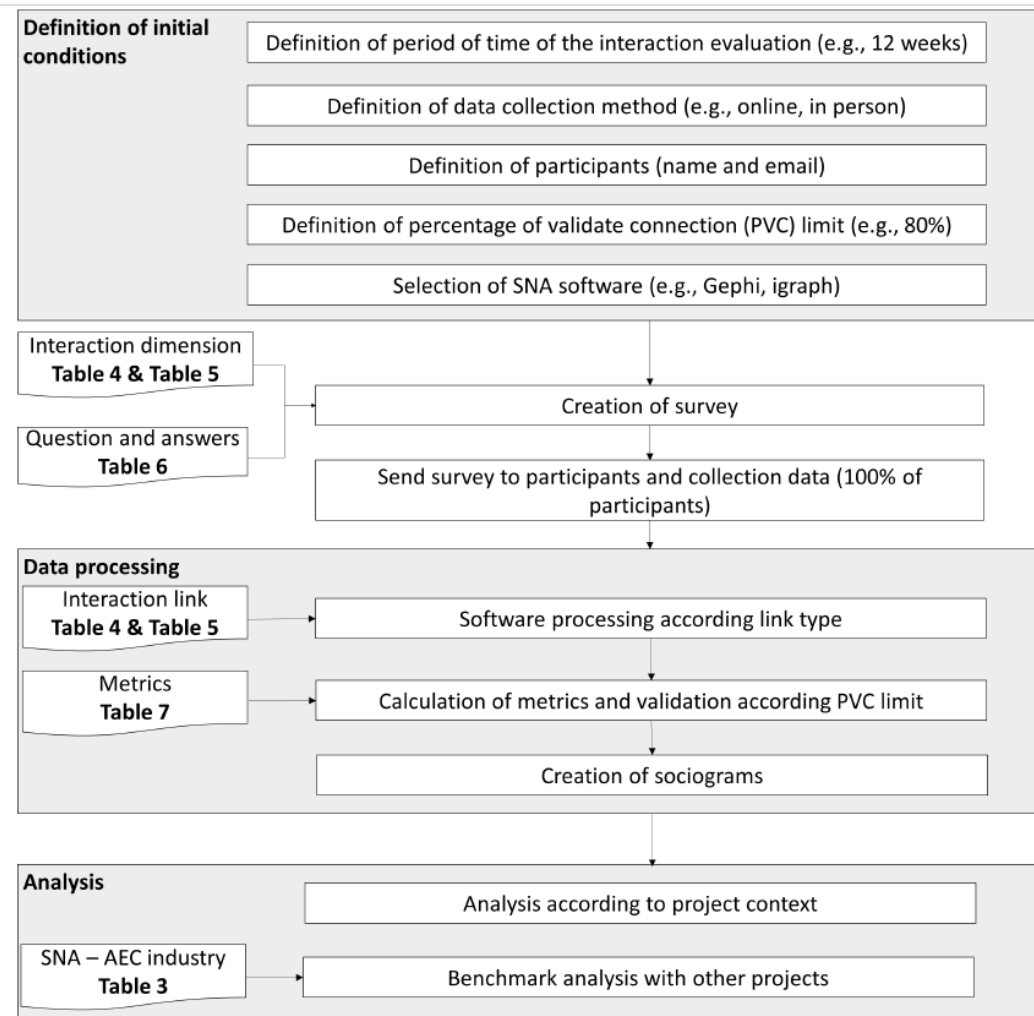 Definition of initial
conditions
Definition of period of time of the interaction evaluation (e.g., 12 weeks)
Definition of data collection method (e.g., online, in person)
Definition of participants (name and email)
Definition of percentage of validate connection (PVC) limit (e.g., 80%)
Selection of SNA software (e.g., Gephi, igraph)
Interaction dimension
Table 4 & Table 5
Question and answers
Table 6
Creation of survey
Send survey to participants and collection data (100% of
participants)
Data processing
Interaction link
Table 4 & Table 5
Software processing according link type
Metrics
Table 7
Calculation of metrics and validation according PVC limit
Creation of sociograms
Analysis
Analysis according to project context
SNA – AEC industry
Table 3
Benchmark analysis with other projects